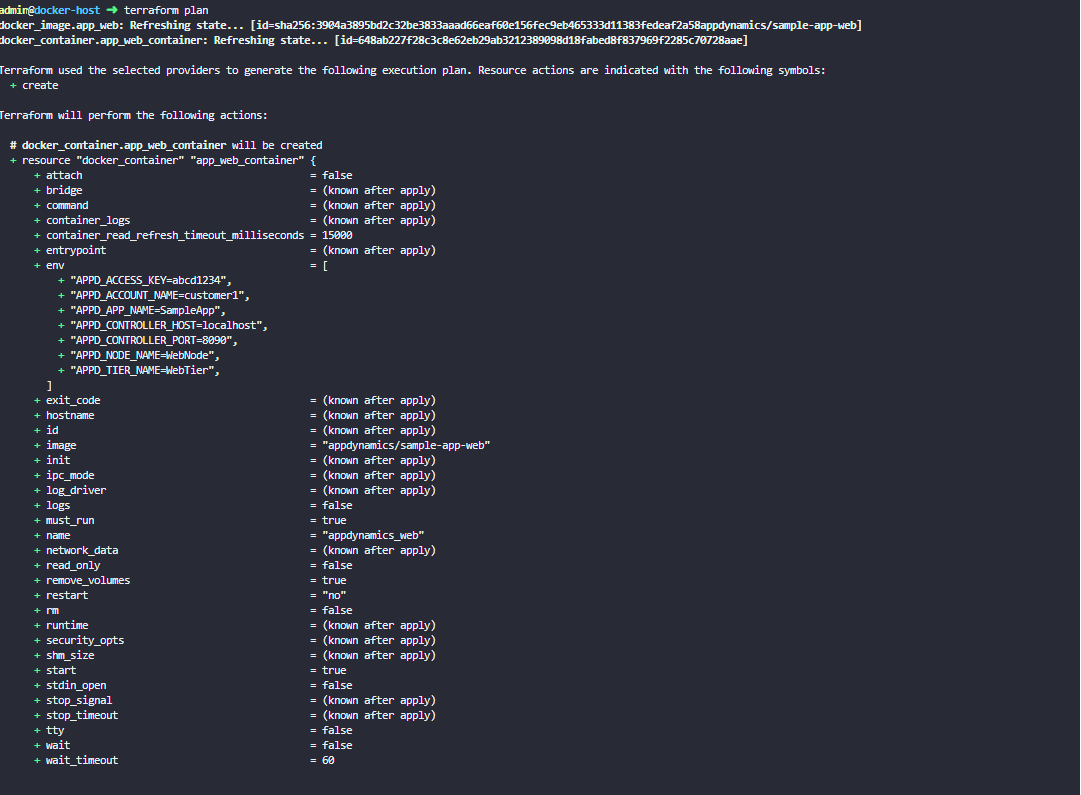 admin@docker-host ➜ terraform plan
docker_image.app_web: Refreshing state... [id=sha256:3904a3895bd2c32be3833aaad66eaf60e156fec9eb465333d11383fedeaf2a58appdynamics/sample-app-web]
docker_container.app_web_container: Refreshing state... [id=648ab227f28c3c8e62eb29ab3212389098d18fabed8f837969f2285c70728aae]
Terraform used the selected providers to generate the following execution plan. Resource actions are indicated with the following symbols:
+ create
Terraform will perform the following actions:
# docker_container.app_web_container will be created
+ resource "docker_container" "app_web_container" {
+ attach = false
+ bridge = (known after apply)
+ command = (known after apply)
+ container_logs = (known after apply)
+ container_read_refresh_timeout_milliseconds = 15000
+ entrypoint = (known after apply)
+ env = [
+ "APPD_ACCESS_KEY=abcd1234",
+ "APPD_ACCOUNT_NAME=customer1",
+ "APPD_APP_NAME=SampleApp",
+ "APPD_CONTROLLER_HOST=localhost",
+ "APPD_CONTROLLER_PORT=8090",
+ "APPD_NODE_NAME=WebNode",
+ "APPD_TIER_NAME=WebTier",
]
+ exit_code = (known after apply)
+ hostname = (known after apply)
+ id = (known after apply)
+ image = "appdynamics/sample-app-web"
+ init = (known after apply)
+ ipc_mode = (known after apply)
+ log_driver = (known after apply)
+ logs = false
+ must_run = true
+ name = "appdynamics_web"
+ network_data = (known after apply)
+ read_only = false
+ remove_volumes = true
+ restart = "no"
+ rm = false
+ runtime = (known after apply)
+ security_opts = (known after apply)
+ shm_size = (known after apply)
+ start = true
+ stdin_open = false
+ stop_signal = (known after apply)
+ stop_timeout = (known after apply)
+ tty = false
+ wait = false
+ wait_timeout = 60